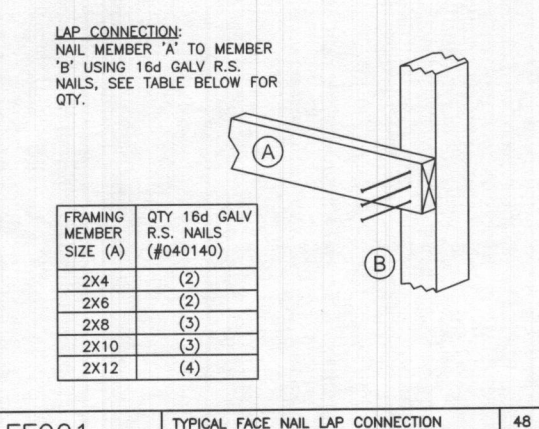 LAP CONNECTION:
NAIL MEMBER 'A' TO MEMBER
'B' USING 16d GALV R.S.
NAILS, SEE TABLE BELOW FOR
QTY.
A
B
FRAMING MEMBER SIZE (A) QTY 16d GALV R.S. NAILS (#040140)
2X4 (2)
2X6 (2)
2X8 (3)
2X10 (3)
2X12 (4)
TYPICAL FACE NAIL LAP CONNECTION 48